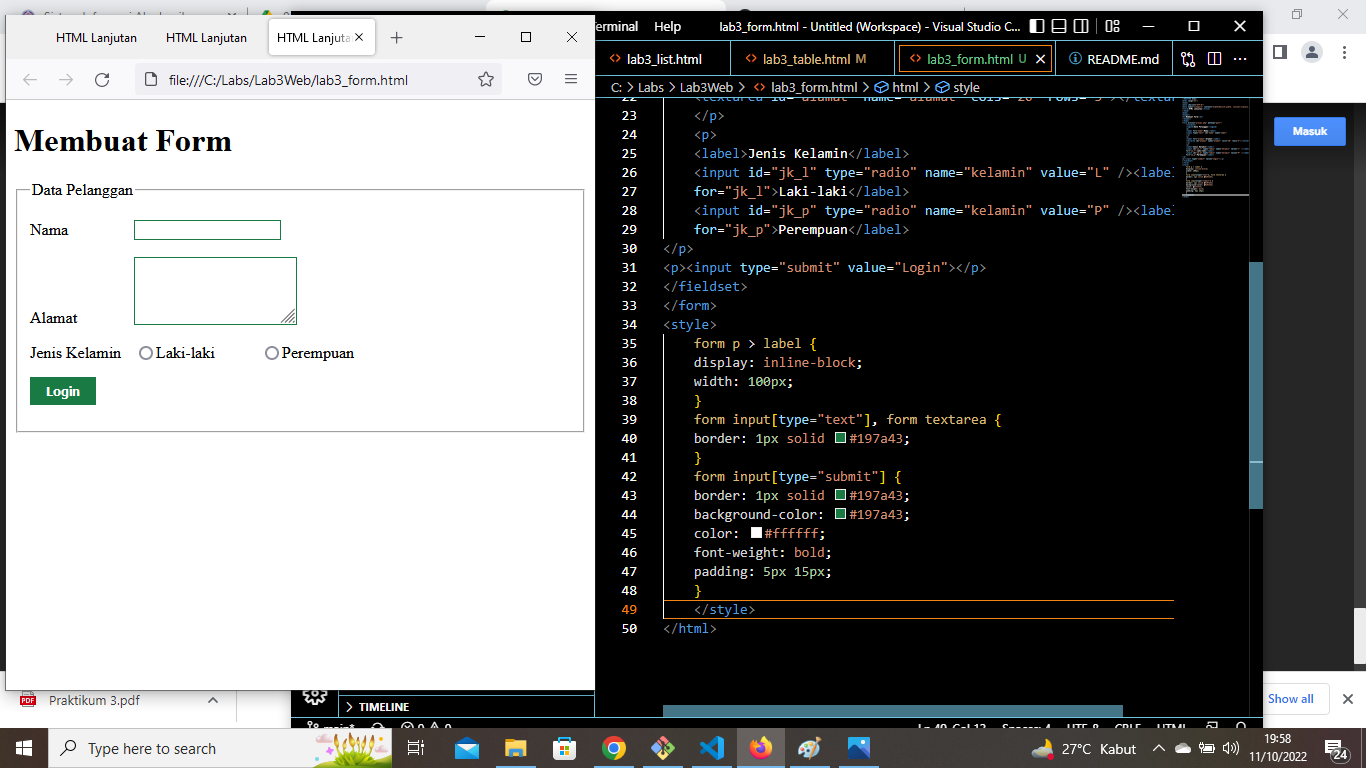 HTML Lanjutan
HTML Lanjutan
HTML Lanjuta
file:///C:/Labs/Lab3Web/lab3_form.html
Membuat Form
Data Pelanggan
Nama
Alamat
Jenis Kelamin Laki-laki Perempuan
Login
Terminal Help lab3_form.html - Untitled (Workspace) - Visual Studio C...
lab3_list.html
lab3_table.html M
lab3_form.html U
README.md
C: > Labs > Lab3Web > lab3_form.html > html > style
22 <textarea id="alamat" name="alamat" cols="20" rows="3"></textar
23 </p>
24 <p>
25 <label>Jenis Kelamin</label>
26 <input id="jk_l" type="radio" name="kelamin" value="L" /><label
27 for="jk_l">Laki-laki</label>
28 <input id="jk_p" type="radio" name="kelamin" value="P" /><label
29 for="jk_p">Perempuan</label>
30 </p>
31 <p><input type="submit" value="Login"></p>
32 </fieldset>
33 </form>
34 <style>
35 form p > label {
36 display: inline-block;
37 width: 100px;
38 }
39 form input[type="text"], form textarea {
40 border: 1px solid #197a43;
41 }
42 form input[type="submit"] {
43 border: 1px solid #197a43;
44 background-color: #197a43;
45 color: #ffffff;
46 font-weight: bold;
47 padding: 5px 15px;
48 }
49 </style>
50 </html>
TIMELINE
main*
0 0
Ln 49, Col 13 Spaces: 4 UTF-8 CRLF HTML
Masuk
Praktikum 3.pdf
Show all
Type here to search
27°C Kabut
19:58
11/10/2022
24